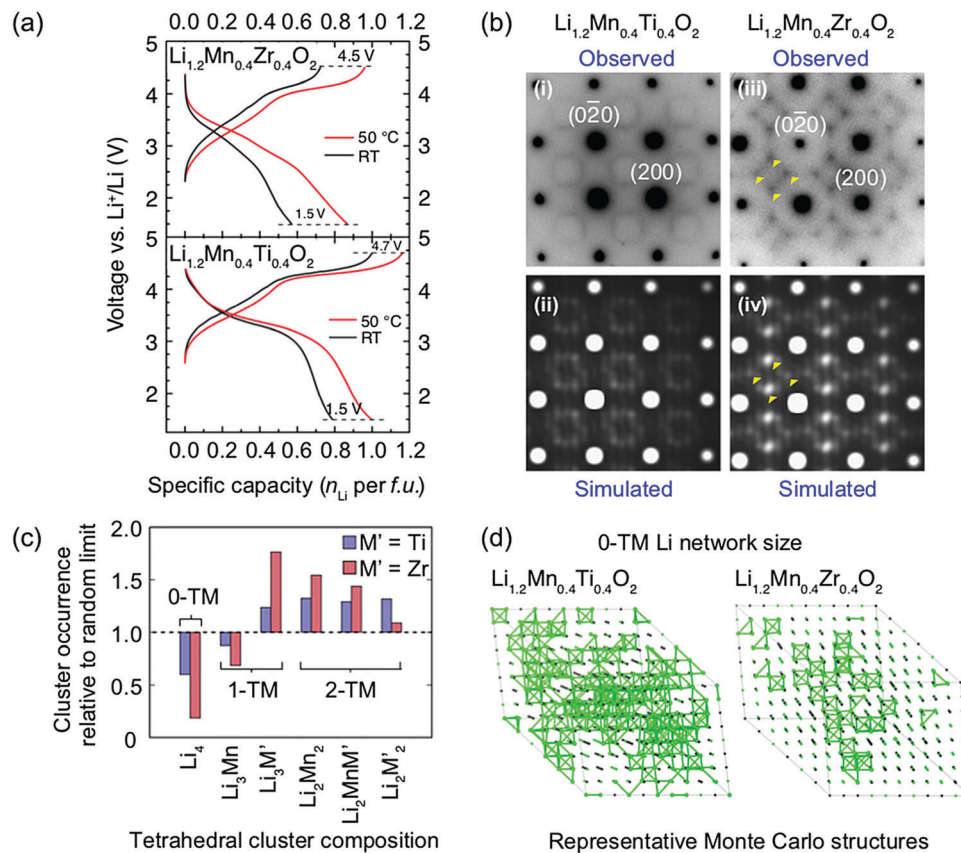 (a)
0.0 0.2 0.4 0.6 0.8 1.0 1.2
Li1.2Mn0.4Zr0.4O2
4.5 V
5
4
3
2
50 °C
RT
1.5 V
Voltage vs. Li+/Li (V)
5
4
3
2
Li1.2Mn0.4Ti0.4O2
4.7 V
50 °C
RT
1.5 V
0.0 0.2 0.4 0.6 0.8 1.0 1.2
Specific capacity (nLi per f.u.)
(b)
Li1.2Mn0.4Ti0.4O2 Li1.2Mn0.4Zr0.4O2
Observed Observed
(i) (iii)
(02̄0) (02̄0)
(200) (200)
(ii) (iv)
Simulated Simulated
(c)
Cluster occurrence
relative to random limit
2.0
1.5
1.0
0.5
0
M' = Ti
M' = Zr
0-TM
1-TM
2-TM
Li4
Li3Mn
Li3M'
Li2Mn2
Li2MnM'
Li2M'2
Tetrahedral cluster composition
(d)
0-TM Li network size
Li1.2Mn0.4Ti0.4O2 Li1.2Mn0.4Zr0.4O2
Representative Monte Carlo structures